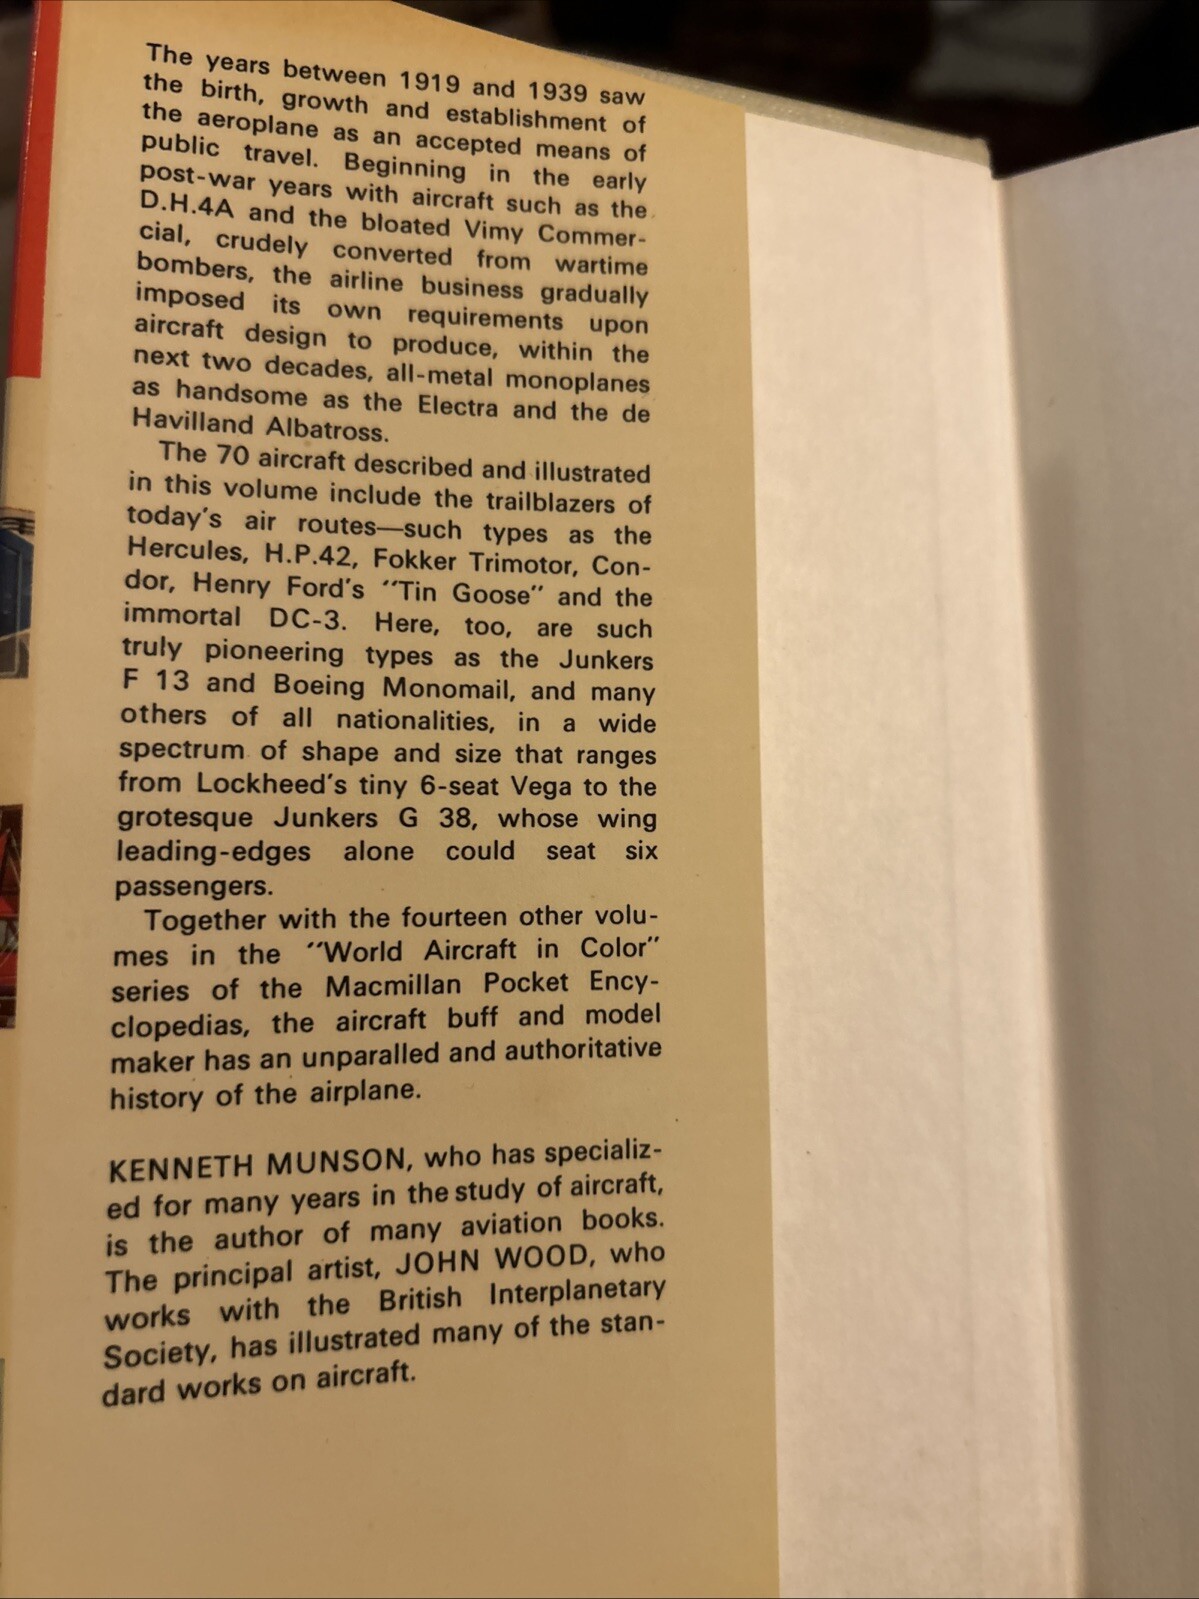 The years between 1919 and 1939 saw
the birth, growth and establishment of
the aeroplane as an accepted means of
public travel. Beginning in the early
post-war years with aircraft such as the
D.H.4A and the bloated Vimy Commer-
cial, crudely converted from wartime
bombers, the airline business gradually
imposed its own requirements upon
aircraft design to produce, within the
next two decades, all-metal monoplanes
as handsome as the Electra and the de
Havilland Albatross.
The 70 aircraft described and illustrated
in this volume include the trailblazers of
today's air routes—such types as the
Hercules, H.P.42, Fokker Trimotor, Con-
dor, Henry Ford's "Tin Goose" and the
immortal DC-3. Here, too, are such
truly pioneering types as the Junkers
F 13 and Boeing Monomail, and many
others of all nationalities, in a wide
spectrum of shape and size that ranges
from Lockheed's tiny 6-seat Vega to the
grotesque Junkers G 38, whose wing
leading-edges alone could seat six
passengers.
Together with the fourteen other volu-
mes in the "World Aircraft in Color"
series of the Macmillan Pocket Ency-
clopedias, the aircraft buff and model
maker has an unparalled and authoritative
history of the airplane.
KENNETH MUNSON, who has specializ-
ed for many years in the study of aircraft,
is the author of many aviation books.
The principal artist, JOHN WOOD, who
works with the British Interplanetary
Society, has illustrated many of the stan-
dard works on aircraft.